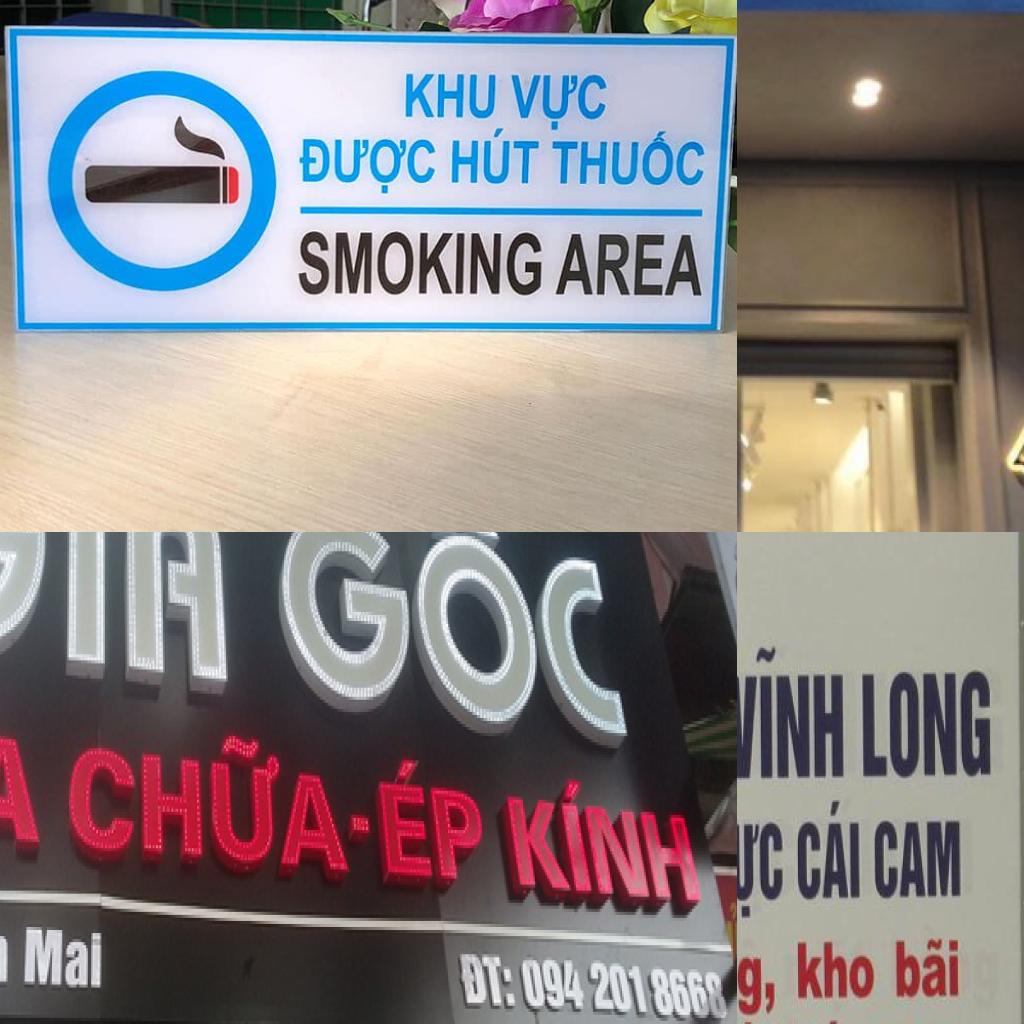 KHU VỰC
ĐƯỢC HÚT THUỐC
SMOKING AREA
GIA GỐC
CHỮA-ÉP KÍNH
Mai
ĐT: 094 201 8668
VĨNH LONG
CÁI CAM
kho bãi